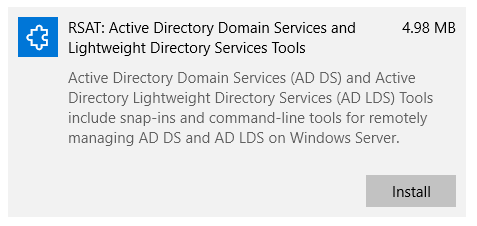 RSAT: Active Directory Domain Services and 4.98 MB
Lightweight Directory Services Tools
Active Directory Domain Services (AD DS) and Active
Directory Lightweight Directory Services (AD LDS) Tools
include snap-ins and command-line tools for remotely
managing AD DS and AD LDS on Windows Server.
Install